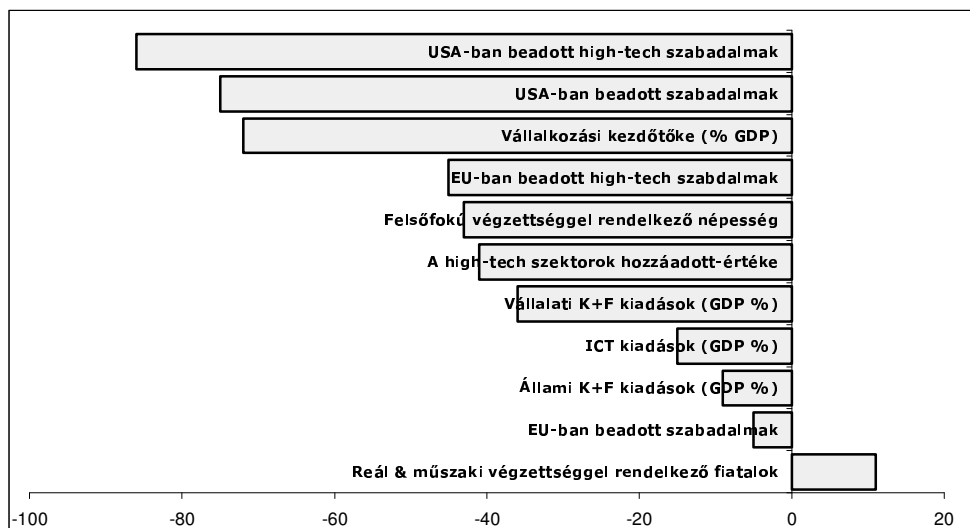 USA-ban beadott high-tech szabadalmak
USA-ban beadott szabadalmak
Vállalkozási kezdőtőke (% GDP)
EU-ban beadott high-tech szabdalmak
Felsőfokú végzettséggel rendelkező népesség
A high-tech szektorok hozzáadott-értéke
Vállalati K+F kiadások (GDP %)
ICT kiadások (GDP %)
Állami K+F kiadások (GDP %)
EU-ban beadott szabadalmak
Reál & műszaki végzettséggel rendelkező fiatalok
-100 -80 -60 -40 -20 0 20